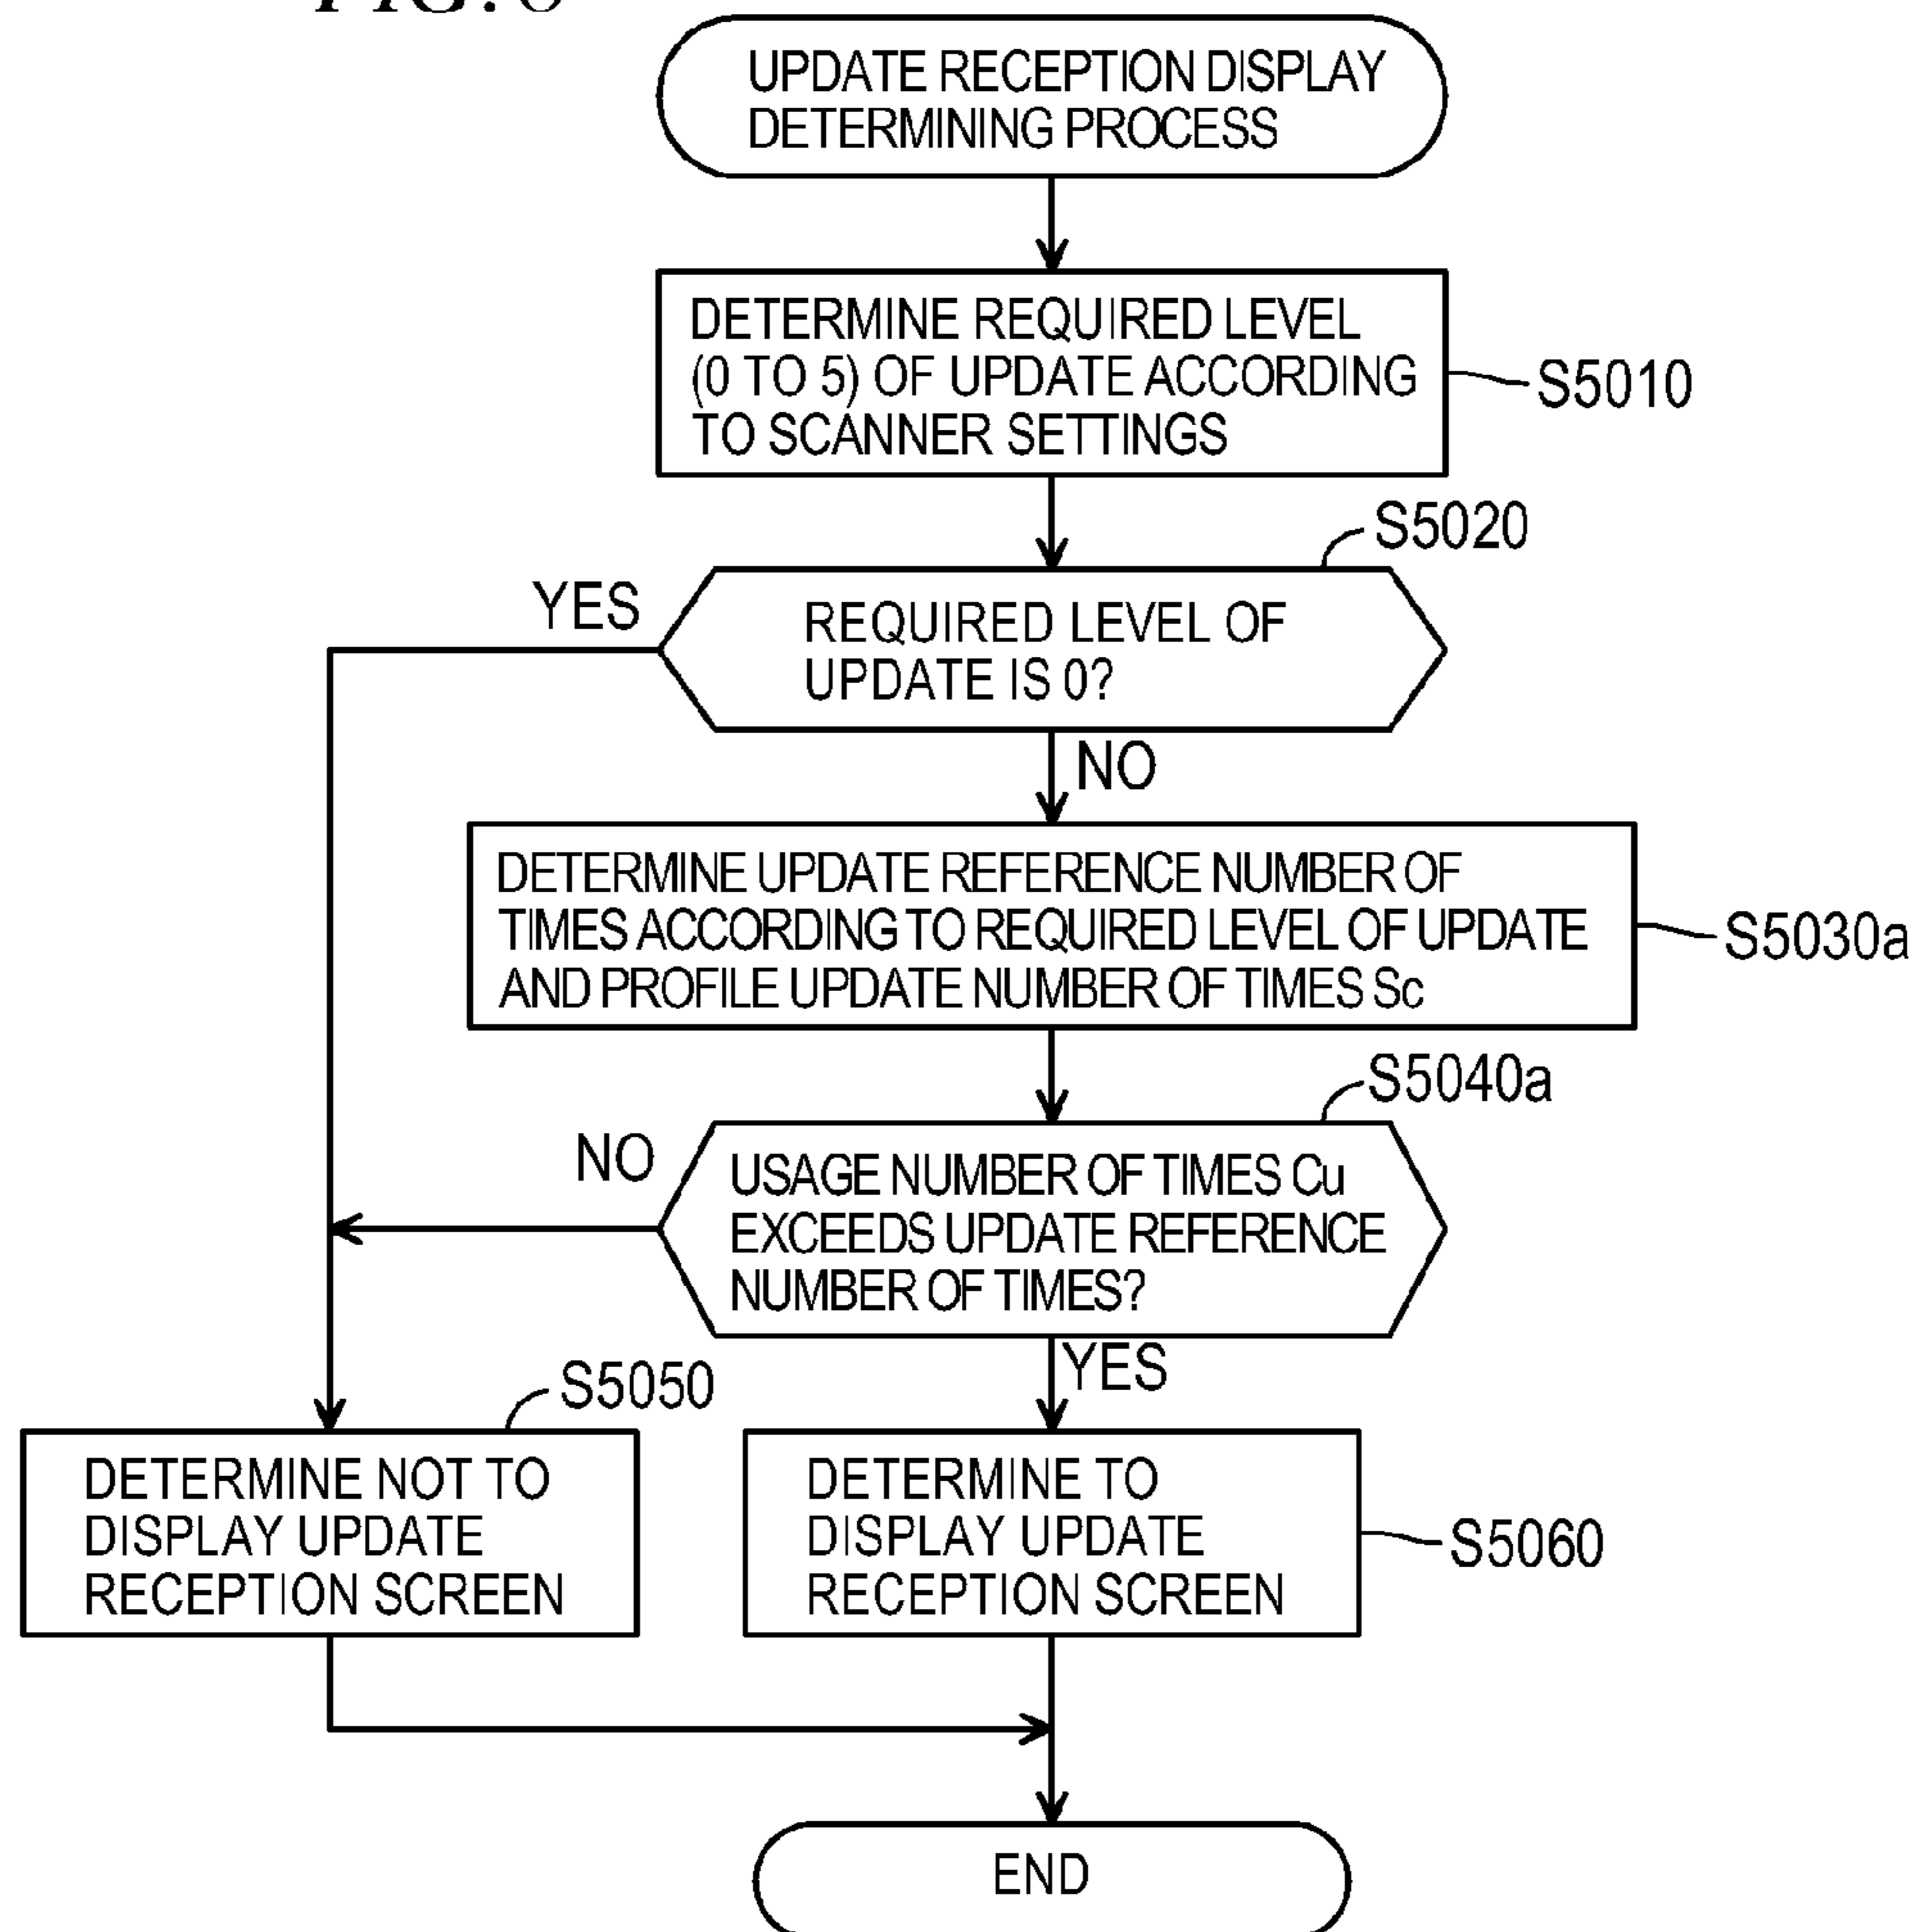 UPDATE RECEPTION DISPLAY
DETERMINING PROCESS
DETERMINE REQUIRED LEVEL
(0 TO 5) OF UPDATE ACCORDING
TO SCANNER SETTINGS
S5010
S5020
YES
REQUIRED LEVEL OF
UPDATE IS 0?
NO
DETERMINE UPDATE REFERENCE NUMBER OF
TIMES ACCORDING TO REQUIRED LEVEL OF UPDATE
AND PROFILE UPDATE NUMBER OF TIMES Sc
S5030a
S5040a
NO
USAGE NUMBER OF TIMES Cu
EXCEEDS UPDATE REFERENCE
NUMBER OF TIMES?
YES
S5050
DETERMINE NOT TO
DISPLAY UPDATE
RECEPTION SCREEN
DETERMINE TO
DISPLAY UPDATE
RECEPTION SCREEN
S5060
END